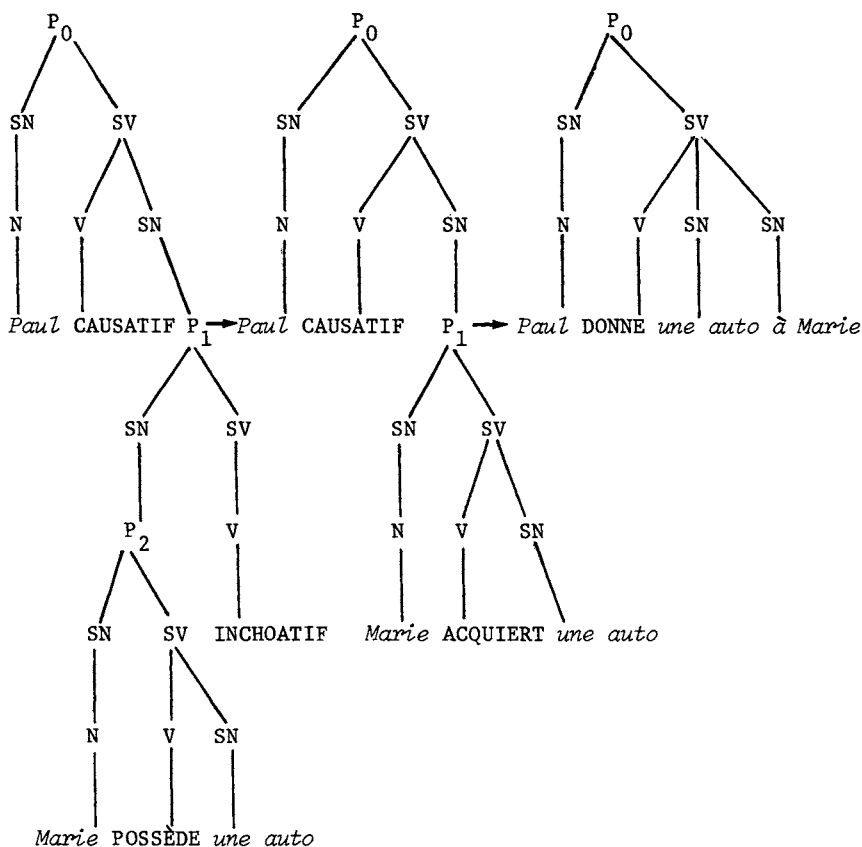 P0 P0 P0
SN SV SN SV SN SV
N V SN N V SN N V SN SN
Paul CAUSATIF P1 Paul CAUSATIF P1 Paul DONNE une auto à Marie
SN SV SN SV
P2 V N V SN
SN SV INCHOATIF Marie ACQUIERT une auto
N V SN
Marie POSSÈDE une auto